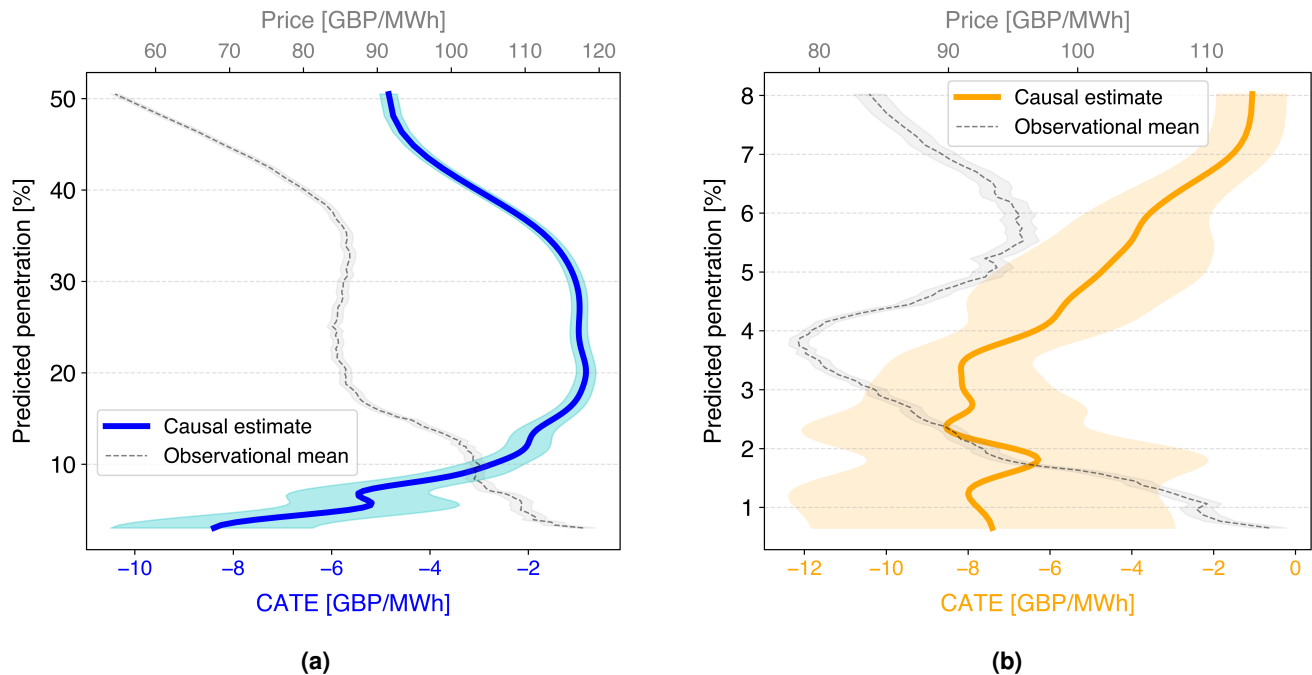 Price [GBP/MWh]
60 70 80 90 100 110 120
Predicted penetration [%]
50
40
30
20
10
Causal estimate
Observational mean
−10 −8 −6 −4 −2
CATE [GBP/MWh]
(a)
Price [GBP/MWh]
80 90 100 110
Predicted penetration [%]
8
7
6
5
4
3
2
1
Causal estimate
Observational mean
−12 −10 −8 −6 −4 −2 0
CATE [GBP/MWh]
(b)